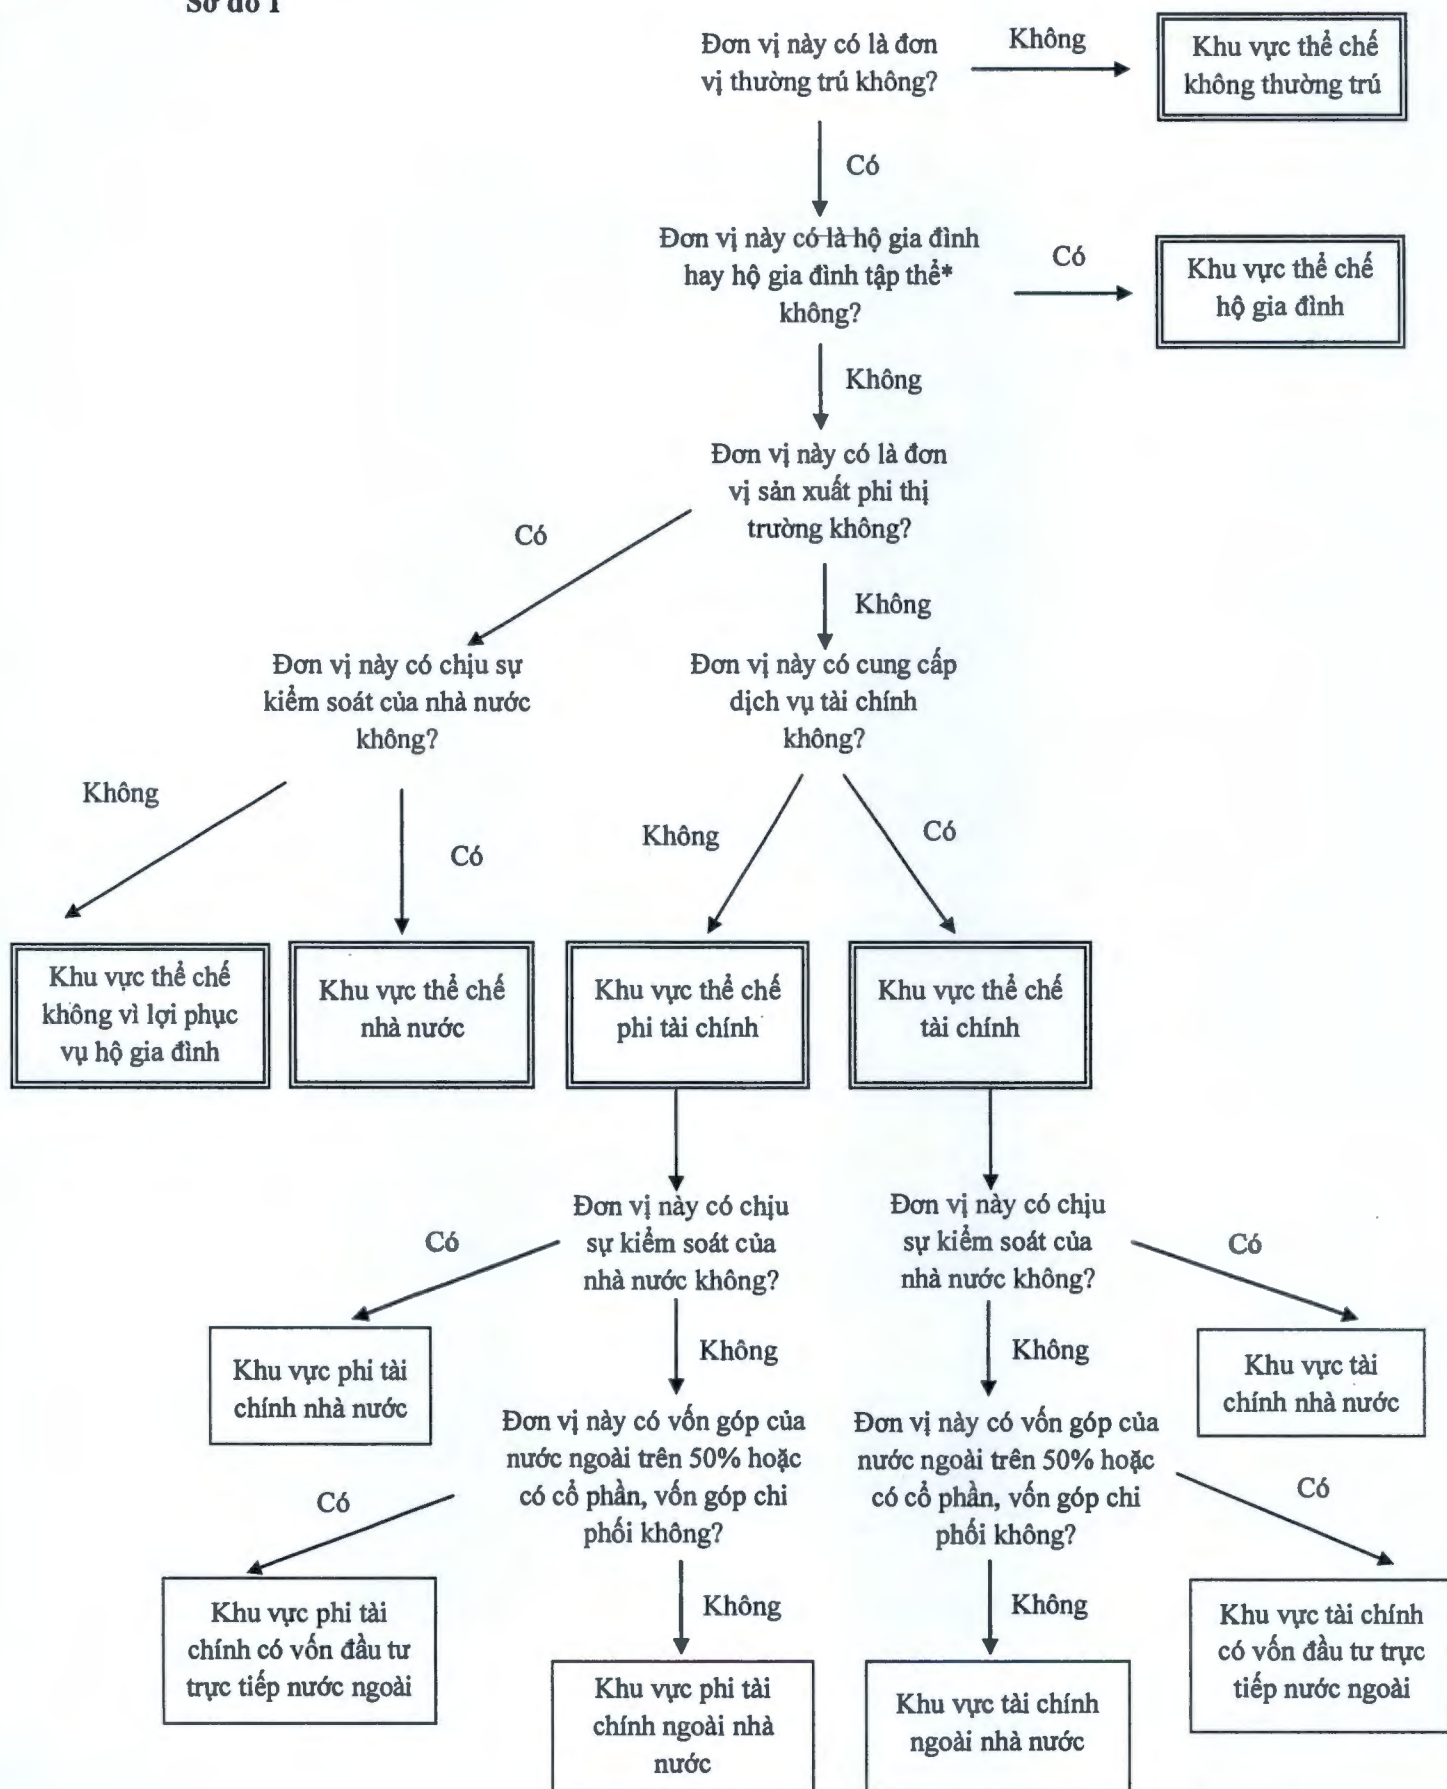 Sơ đồ 1
Đơn vị này có là đơn
vị thường trú không?
Không
Khu vực thể chế
không thường trú
Có
Đơn vị này có là hộ gia đình
hay hộ gia đình tập thể*
không?
Có
Khu vực thể chế
hộ gia đình
Không
Đơn vị này có là đơn
vị sản xuất phi thị
trường không?
Có
Không
Đơn vị này có chịu sự
kiểm soát của nhà nước
không?
Đơn vị này có cung cấp
dịch vụ tài chính
không?
Không
Có
Không
Có
Khu vực thể chế
không vì lợi phục
vụ hộ gia đình
Khu vực thể chế
nhà nước
Khu vực thể chế
phi tài chính
Khu vực thể chế
tài chính
Đơn vị này có chịu
sự kiểm soát của
nhà nước không?
Đơn vị này có chịu
sự kiểm soát của
nhà nước không?
Có
Có
Khu vực phi tài
chính nhà nước
Không
Không
Khu vực tài
chính nhà nước
Đơn vị này có vốn góp của
nước ngoài trên 50% hoặc
có cổ phần, vốn góp chi
phối không?
Đơn vị này có vốn góp của
nước ngoài trên 50% hoặc
có cổ phần, vốn góp chi
phối không?
Có
Có
Khu vực phi tài
chính có vốn đầu tư
trực tiếp nước ngoài
Không
Không
Khu vực tài chính
có vốn đầu tư trực
tiếp nước ngoài
Khu vực phi tài
chính ngoài nhà
nước
Khu vực tài chính
ngoài nhà nước